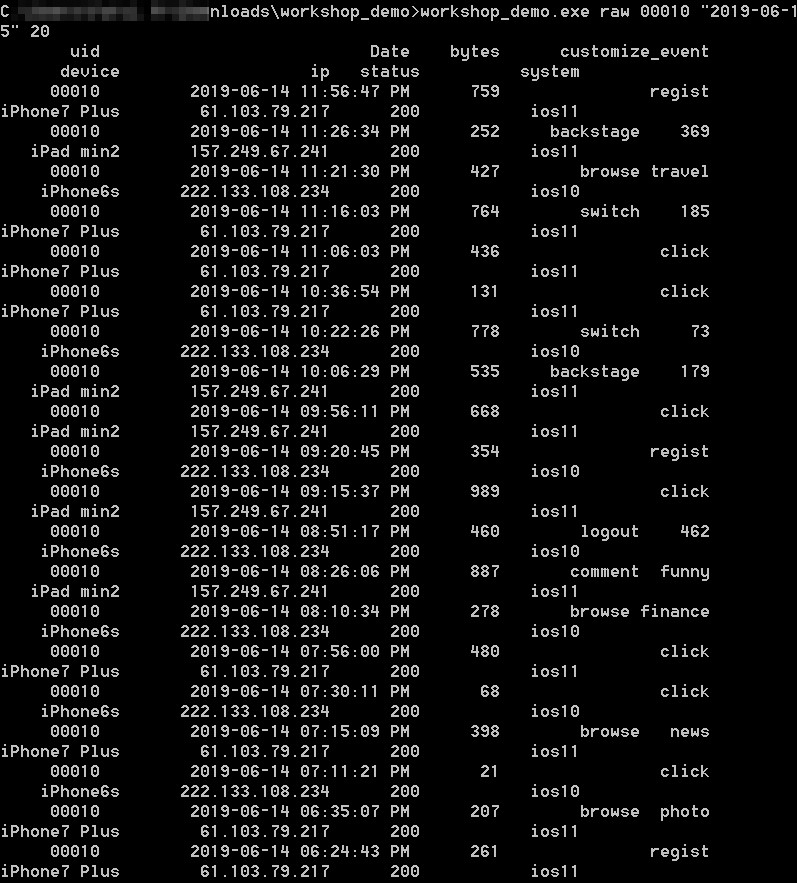 C nloads\workshop_demo>workshop_demo.exe raw 00010 "2019-06-1
5" 20
uid Date bytes customize_event
device ip status system
00010 2019-06-14 11:56:47 PM 759 regist
iPhone7 Plus 61.103.79.217 200 ios11
00010 2019-06-14 11:26:34 PM 252 backstage 369
iPad min2 157.249.67.241 200 ios11
00010 2019-06-14 11:21:30 PM 427 browse travel
iPhone6s 222.133.108.234 200 ios10
00010 2019-06-14 11:16:03 PM 764 switch 185
iPhone7 Plus 61.103.79.217 200 ios11
00010 2019-06-14 11:06:03 PM 436 click
iPhone7 Plus 61.103.79.217 200 ios11
00010 2019-06-14 10:36:54 PM 131 click
iPhone7 Plus 61.103.79.217 200 ios11
00010 2019-06-14 10:22:26 PM 778 switch 73
iPhone6s 222.133.108.234 200 ios10
00010 2019-06-14 10:06:29 PM 535 backstage 179
iPad min2 157.249.67.241 200 ios11
00010 2019-06-14 09:56:11 PM 668 click
iPad min2 157.249.67.241 200 ios11
00010 2019-06-14 09:20:45 PM 354 regist
iPhone6s 222.133.108.234 200 ios10
00010 2019-06-14 09:15:37 PM 989 click
iPad min2 157.249.67.241 200 ios11
00010 2019-06-14 08:51:17 PM 460 logout 462
iPhone6s 222.133.108.234 200 ios10
00010 2019-06-14 08:26:06 PM 887 comment funny
iPad min2 157.249.67.241 200 ios11
00010 2019-06-14 08:10:34 PM 278 browse finance
iPhone6s 222.133.108.234 200 ios10
00010 2019-06-14 07:56:00 PM 480 click
iPhone7 Plus 61.103.79.217 200 ios11
00010 2019-06-14 07:30:11 PM 68 click
iPhone6s 222.133.108.234 200 ios10
00010 2019-06-14 07:15:09 PM 398 browse news
iPhone7 Plus 61.103.79.217 200 ios11
00010 2019-06-14 07:11:21 PM 21 click
iPhone6s 222.133.108.234 200 ios10
00010 2019-06-14 06:35:07 PM 207 browse photo
iPhone7 Plus 61.103.79.217 200 ios11
00010 2019-06-14 06:24:43 PM 261 regist
iPhone7 Plus 61.103.79.217 200 ios11